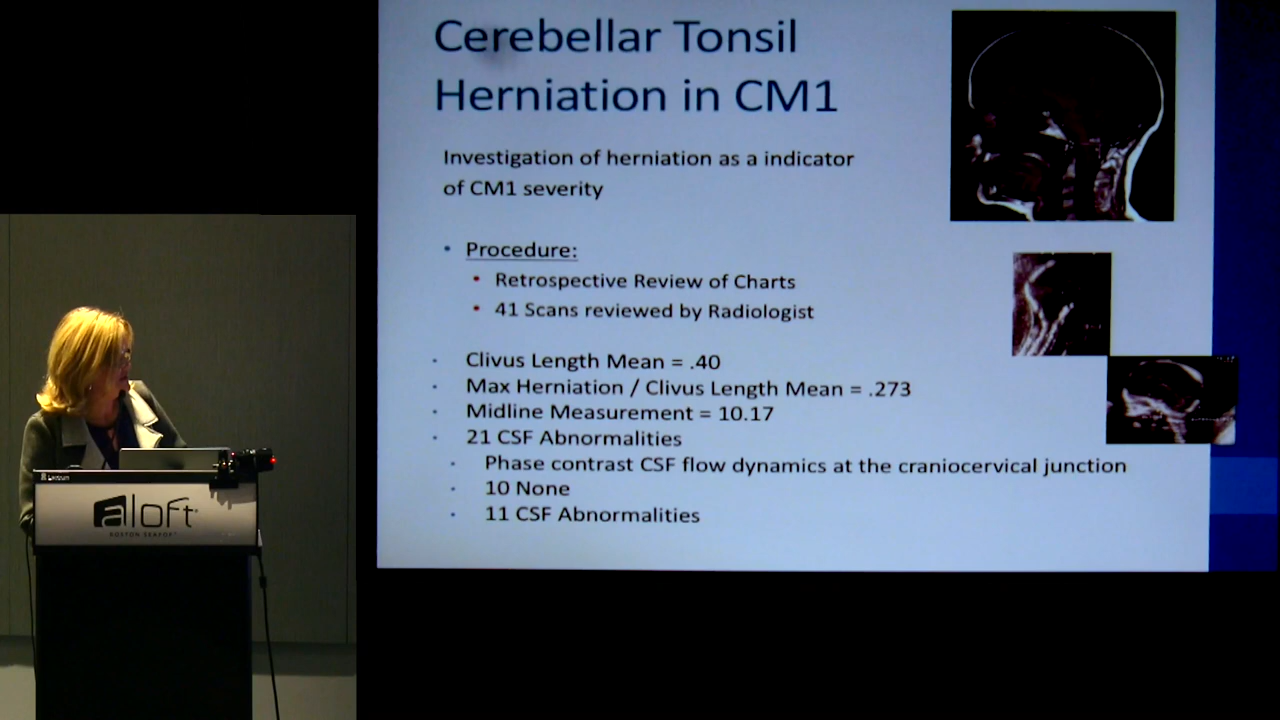 Cerebellar Tonsil
Herniation in CM1
Investigation of herniation as a indicator
of CM1 severity
• Procedure:
• Retrospective Review of Charts
• 41 Scans reviewed by Radiologist
· Clivus Length Mean = .40
· Max Herniation / Clivus Length Mean = .273
· Midline Measurement = 10.17
· 21 CSF Abnormalities
· Phase contrast CSF flow dynamics at the craniocervical junction
· 10 None
· 11 CSF Abnormalities
aloft